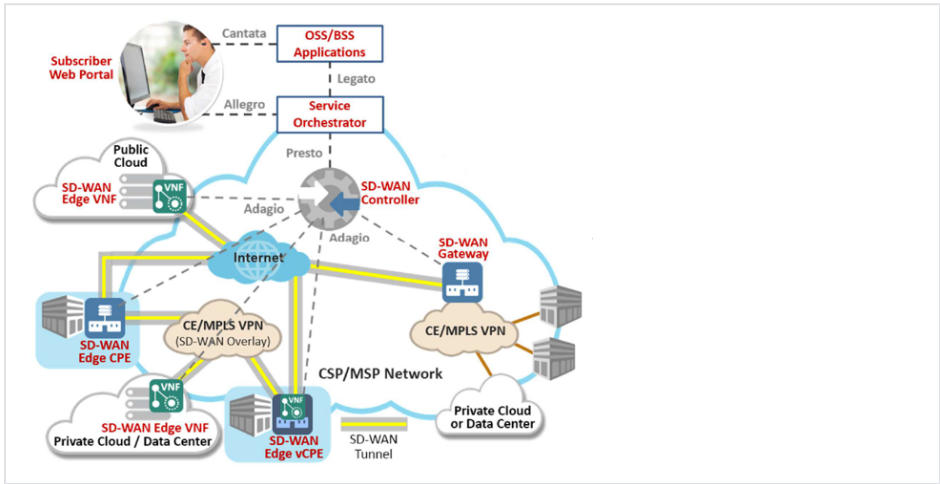 Cantata
OSS/BSS
Applications
Subscriber
Web Portal
Legato
Allegro
Service
Orchestrator
Presto
Public
Cloud
SD-WAN
Edge VNF
VNF
SD-WAN
Controller
Adagio
Adagio
SD-WAN
Gateway
Internet
CE/MPLS VPN
(SD-WAN Overlay)
CE/MPLS VPN
SD-WAN
Edge CPE
CSP/MSP Network
VNF
SD-WAN Edge VNF
Private Cloud / Data Center
VNF
SD-WAN
Edge vCPE
SD-WAN
Tunnel
Private Cloud
or Data Center